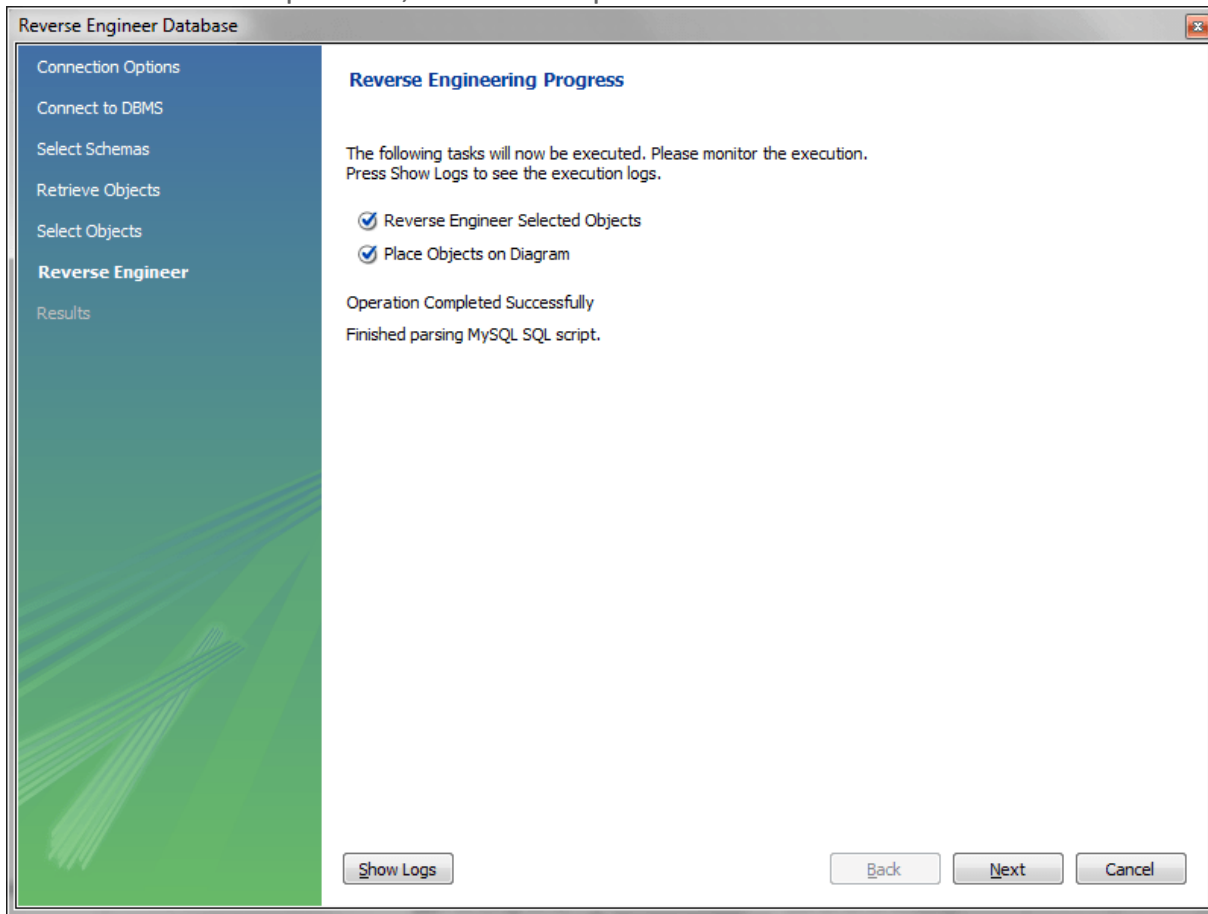 Reverse Engineer Database
Connection Options
Connect to DBMS
Select Schemas
Retrieve Objects
Select Objects
Reverse Engineer
Results
Reverse Engineering Progress
The following tasks will now be executed. Please monitor the execution.
Press Show Logs to see the execution logs.
Reverse Engineer Selected Objects
Place Objects on Diagram
Operation Completed Successfully
Finished parsing MySQL SQL script.
Show Logs
Back
Next
Cancel